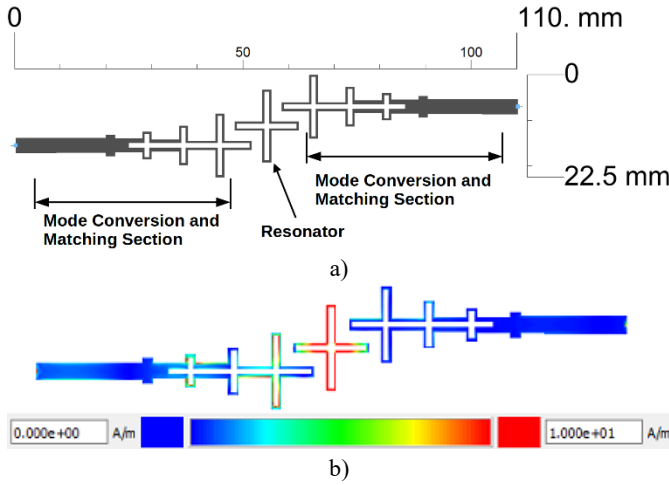 0
110. mm
50
100
0
22.5 mm
Mode Conversion and
Matching Section
Resonator
Mode Conversion and
Matching Section
a)
0.000e+00 A/m
1.000e+01 A/m
b)